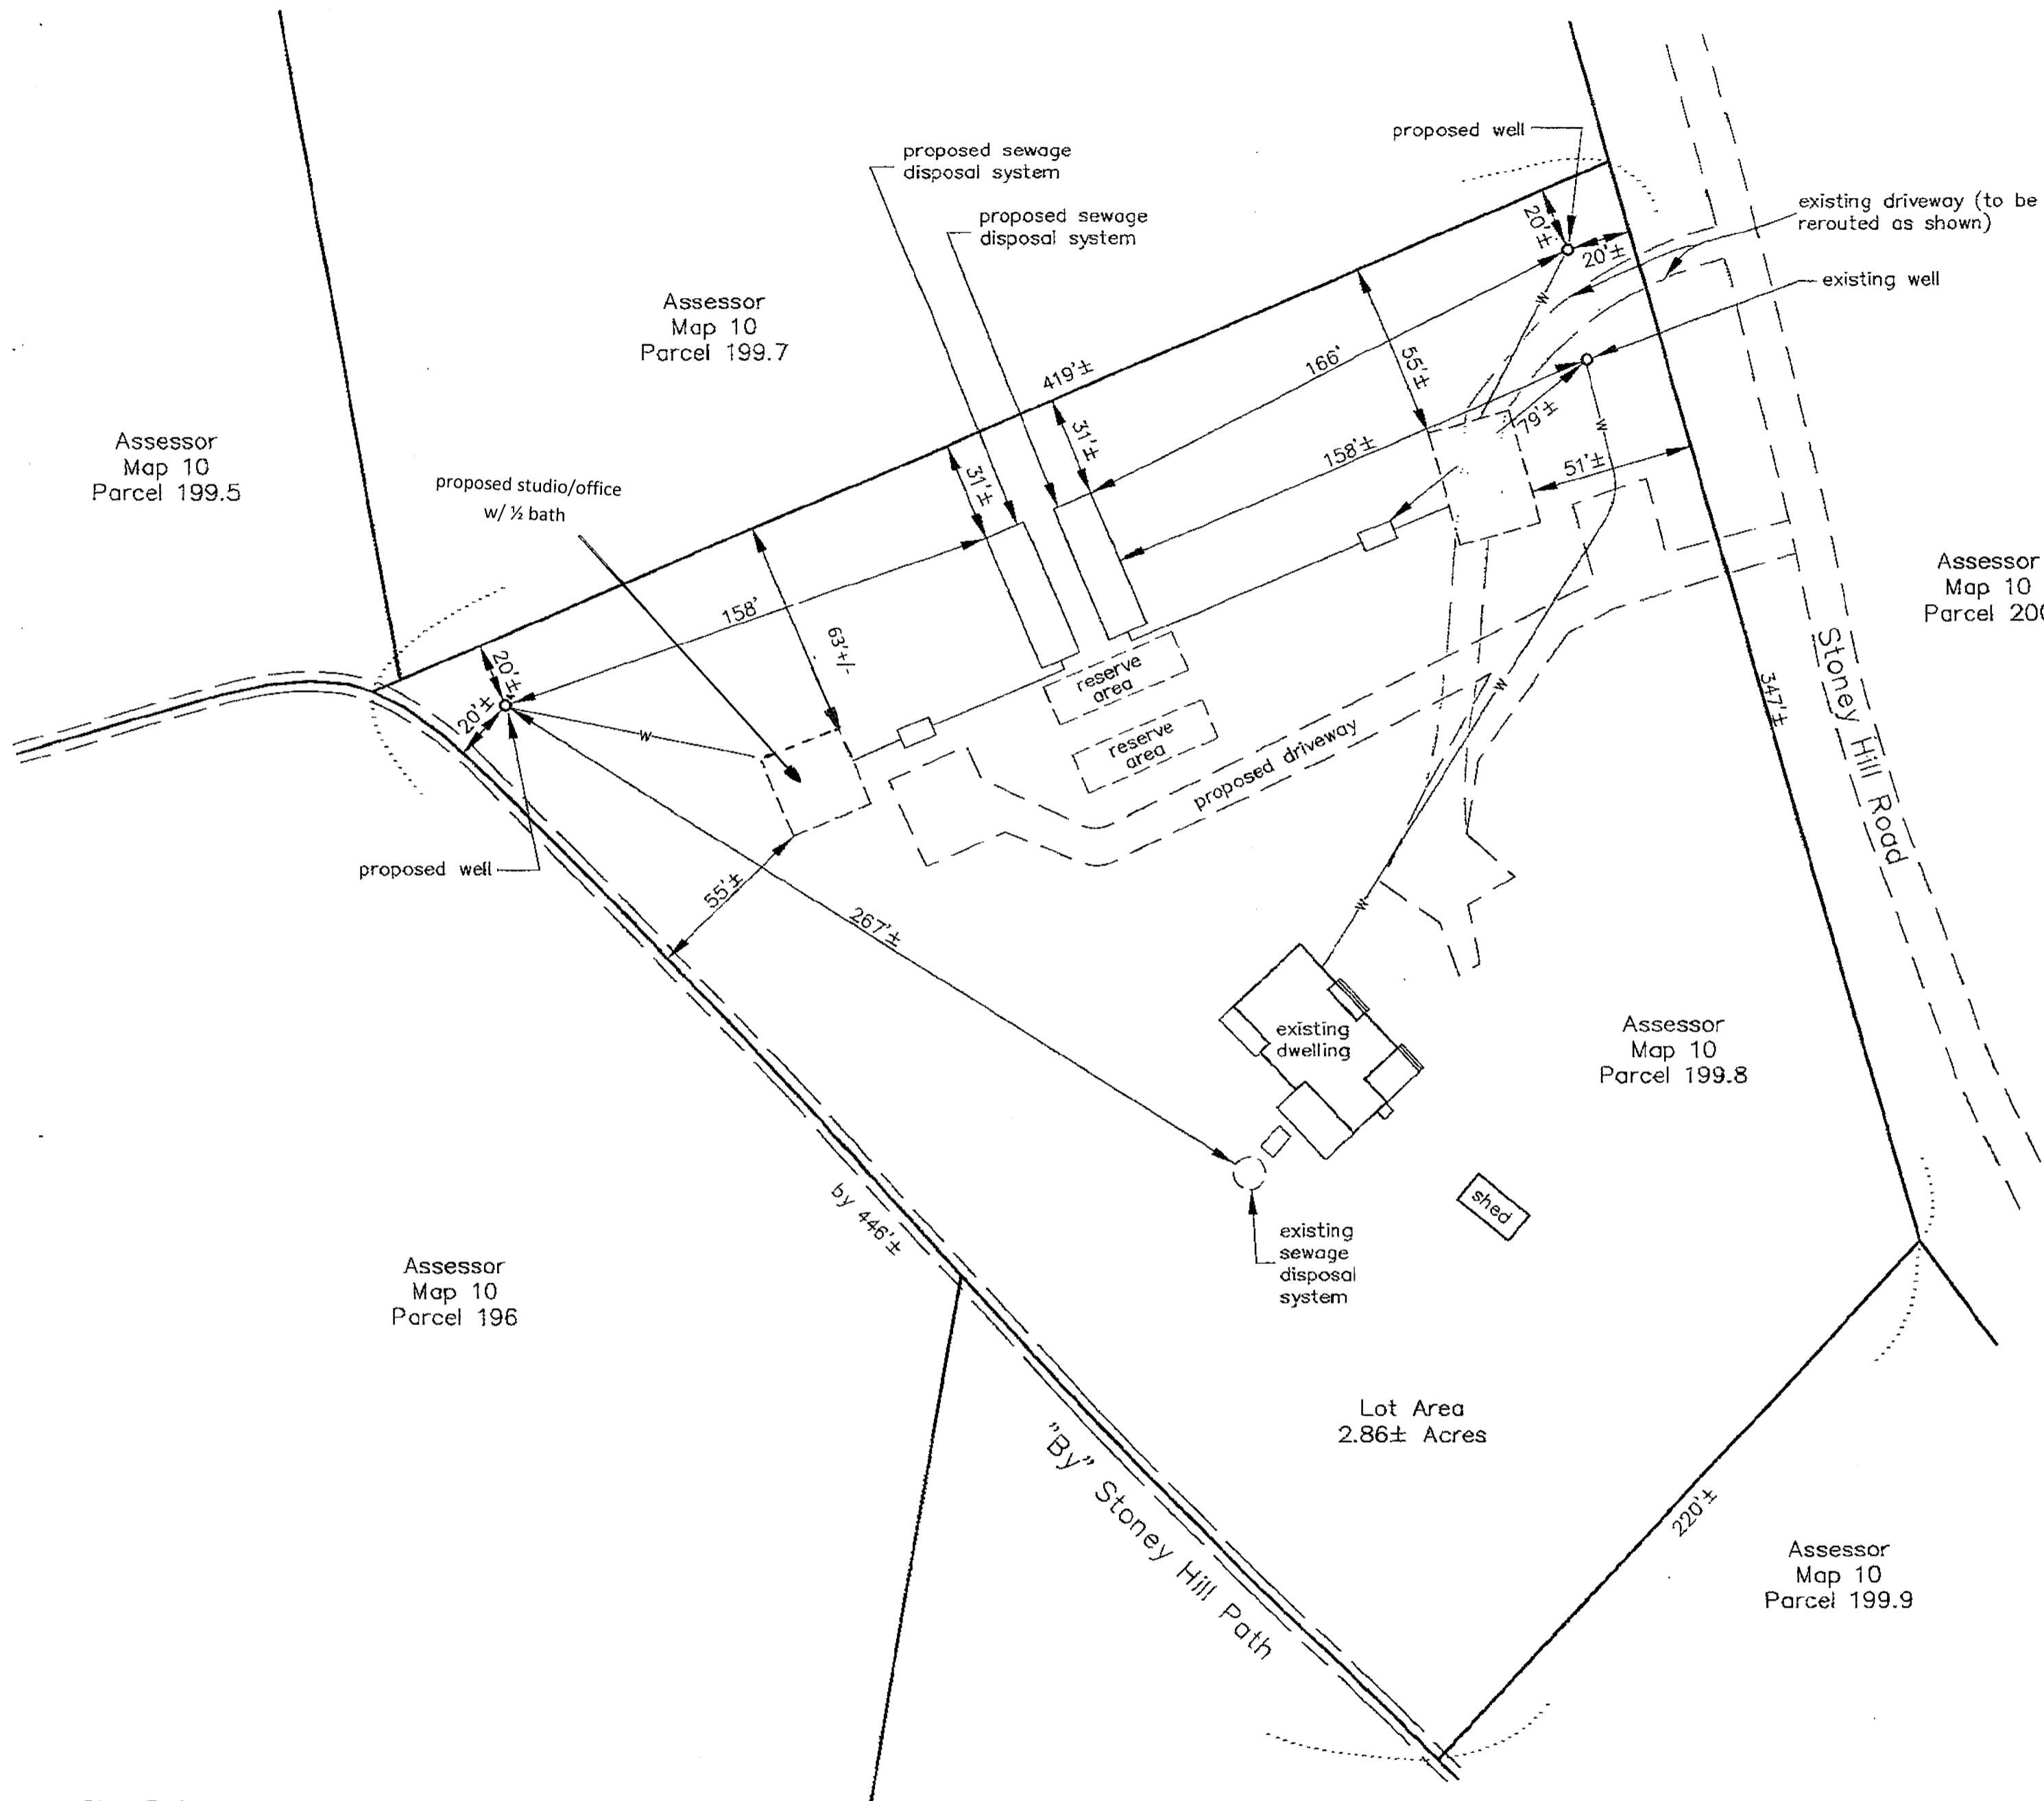 proposed well
proposed sewage
disposal system
proposed sewage
disposal system
existing driveway (to be
rerouted as shown)
20'±
20'±
existing well
Assessor
Map 10
Parcel 199.7
419'±
166'
55'±
Assessor
Map 10
Parcel 199.5
31'±
31'±
158'±
79'±
w
w
51'±
proposed studio/office
w/ ½ bath
Assessor
Map 10
158'
63'+/-
20'±
20'±
w
reserve
area
reserve
area
proposed driveway
w
347'±
Stoney Hill Road
proposed well
55'±
267'±
w
existing
dwelling
Assessor
Map 10
Parcel 199.8
by 446'±
shed
existing
sewage
disposal
system
Assessor
Map 10
Parcel 196
Lot Area
2.86± Acres
"By" Stoney Hill Path
220'±
Assessor
Map 10
Parcel 199.9